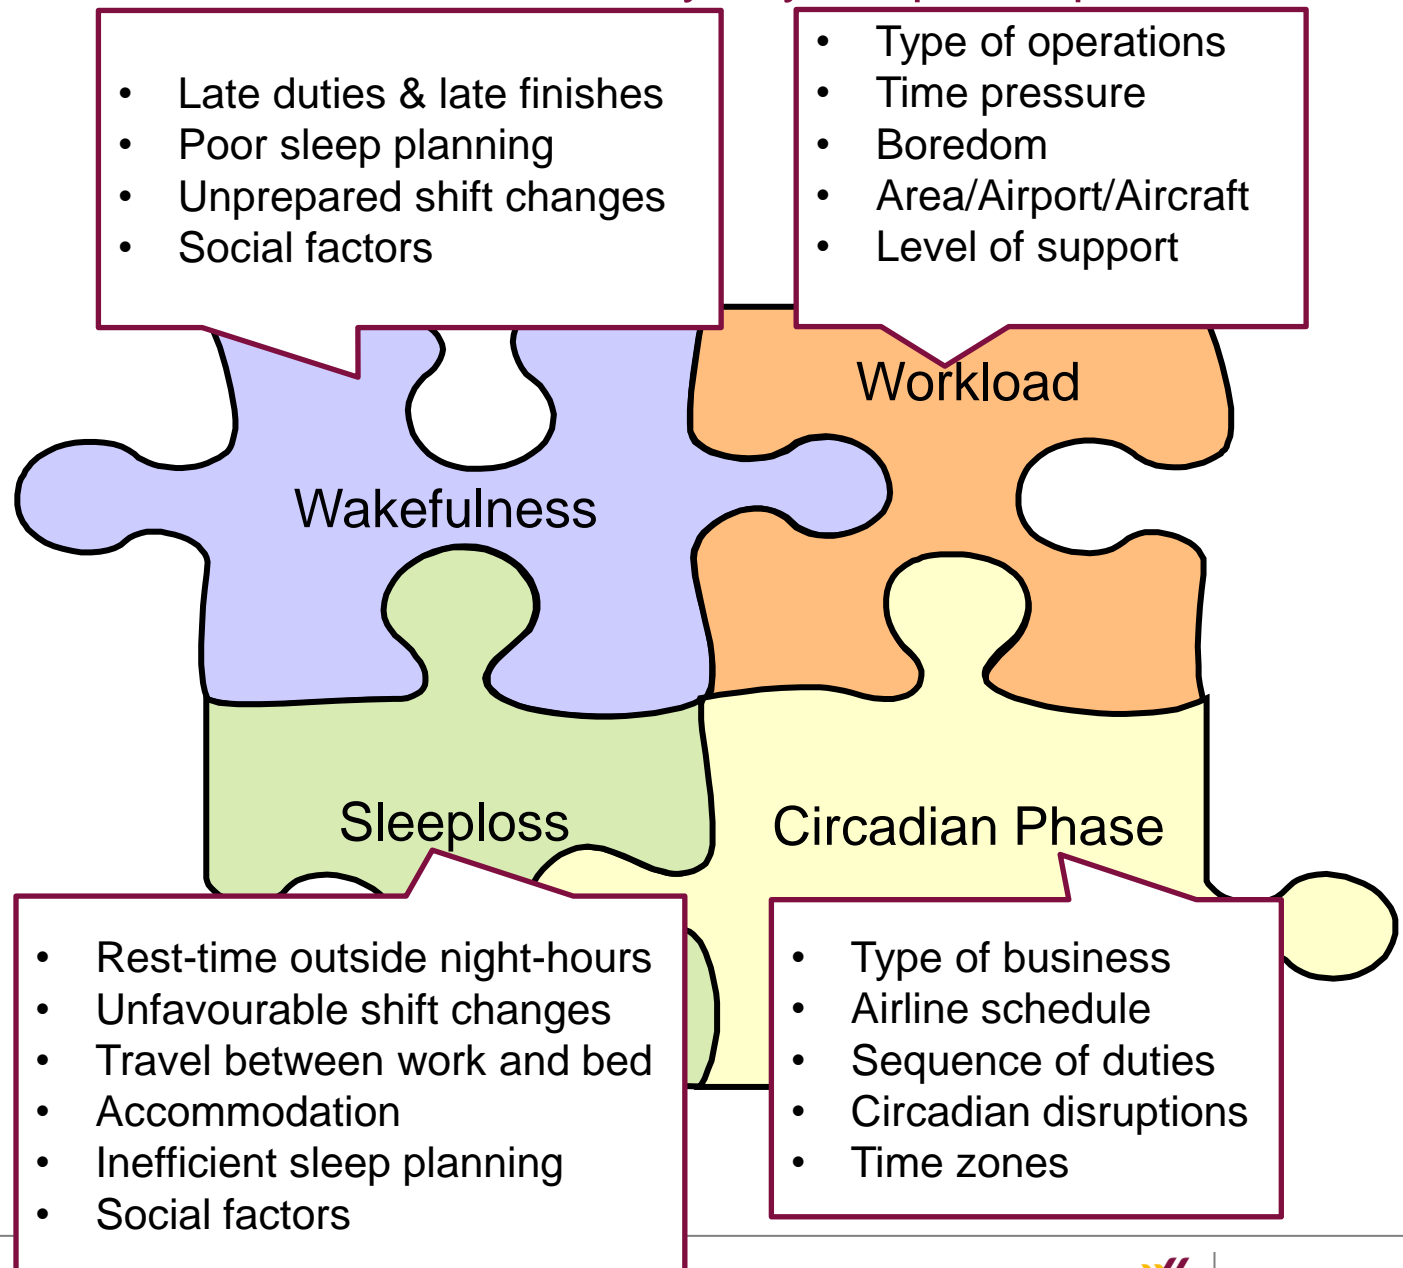 • Late duties & late finishes
• Poor sleep planning
• Unprepared shift changes
• Social factors
• Type of operations
• Time pressure
• Boredom
• Area/Airport/Aircraft
• Level of support
Workload
Wakefulness
Sleeploss
Circadian Phase
• Rest-time outside night-hours
• Unfavourable shift changes
• Travel between work and bed
• Accommodation
• Inefficient sleep planning
• Social factors
• Type of business
• Airline schedule
• Sequence of duties
• Circadian disruptions
• Time zones